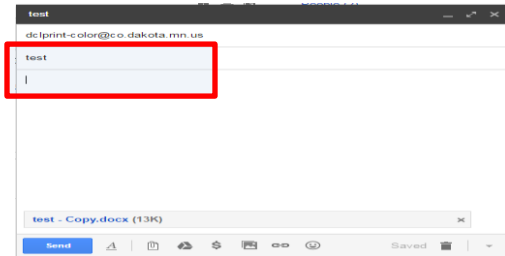 test
dclprint-color@co.dakota.mn.us
test
test - Copy.docx (13K)
Send
Saved